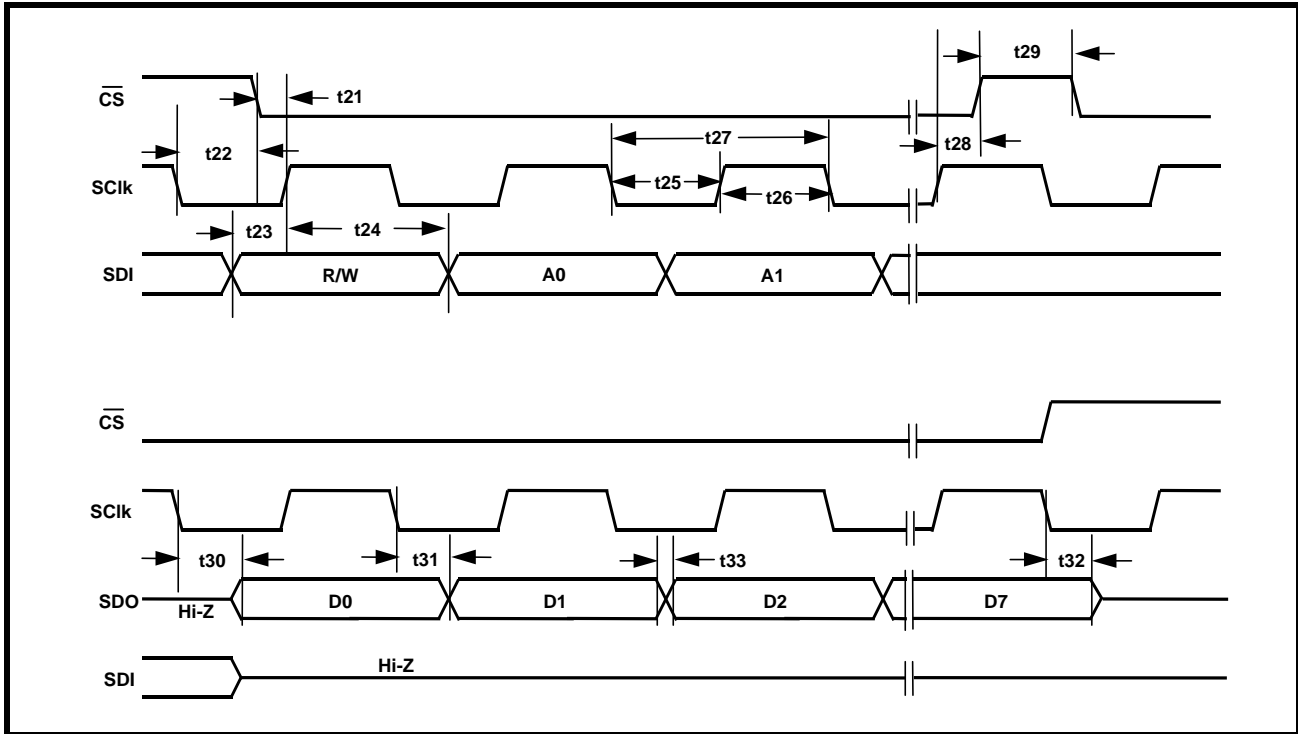 t29
CS
t21
t27
t22
t28
SClk
t25
t26
t23
t24
SDI
R/W
A0
A1
CS
SClk
t30
t31
t33
t32
SDO
Hi-Z
D0
D1
D2
D7
Hi-Z
SDI